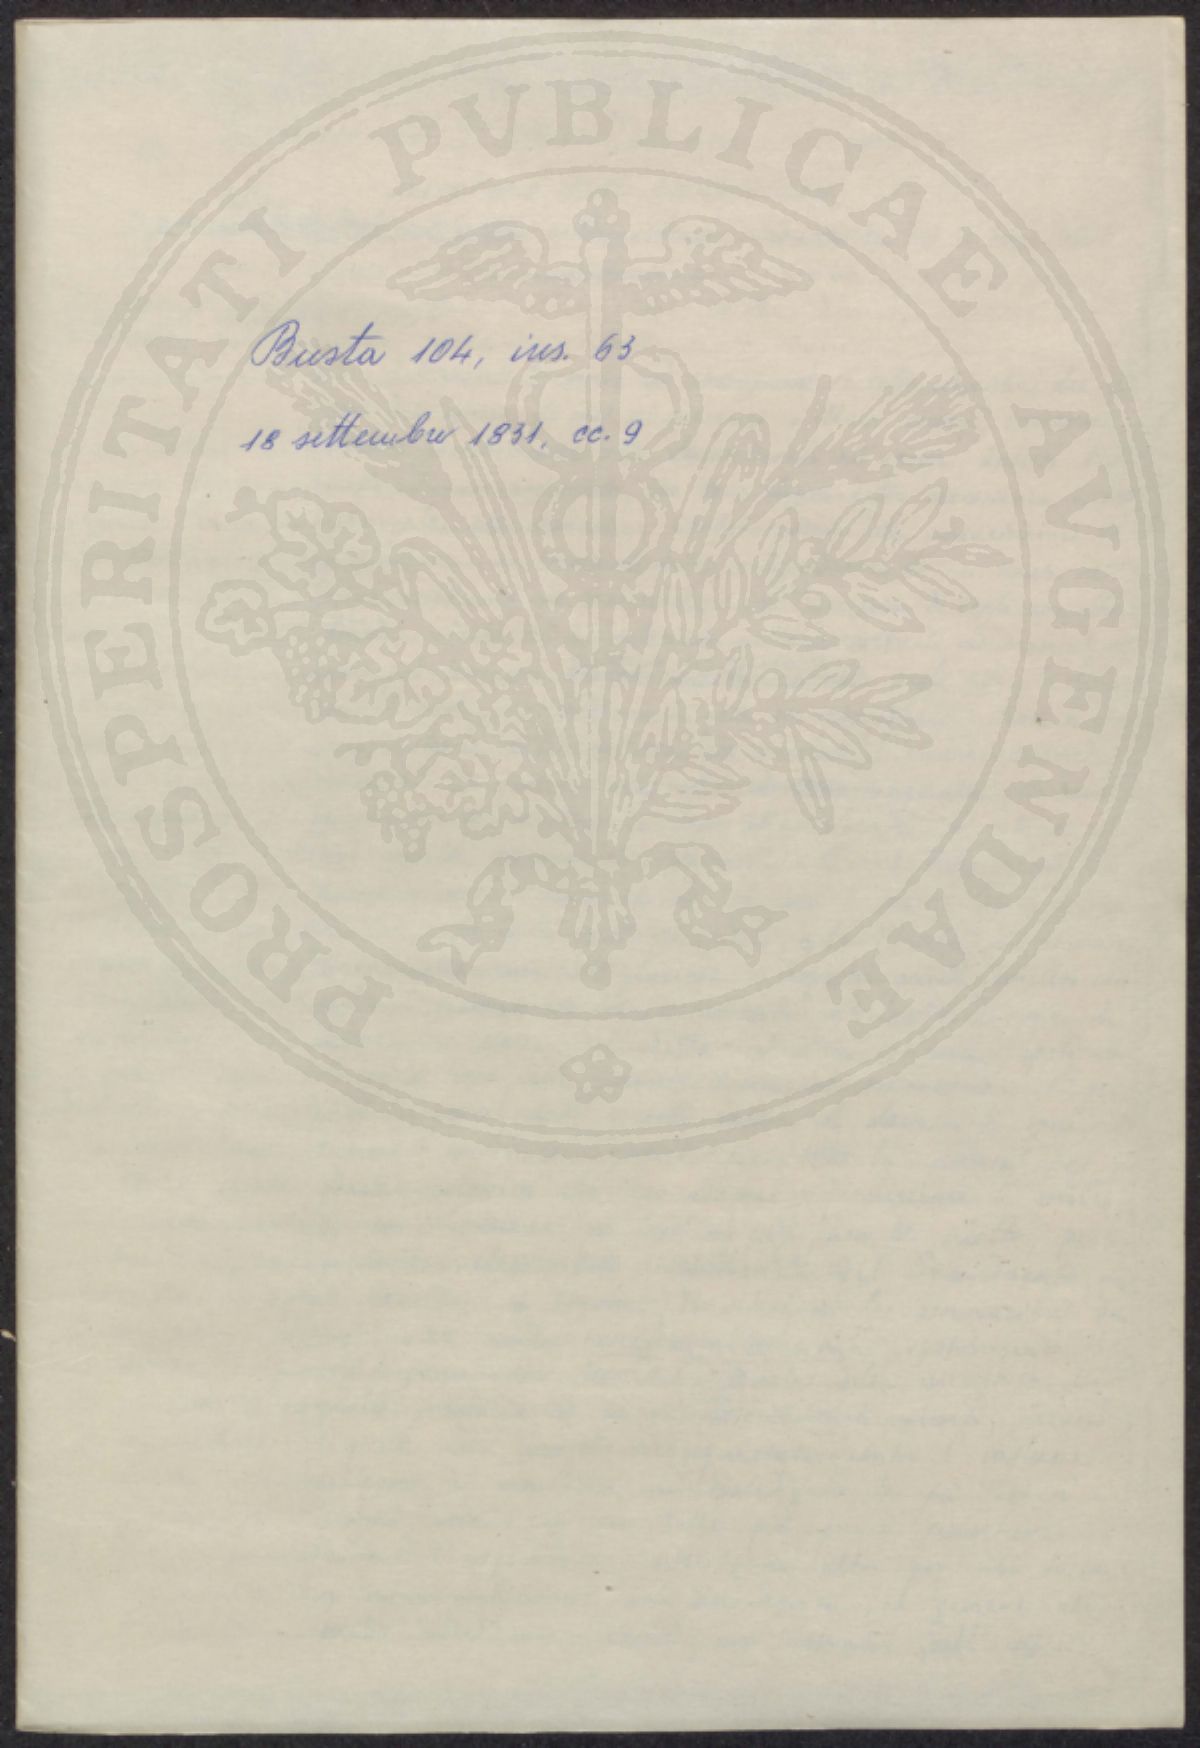 PROSPERITATI PVBLICAE AVGENDAE
Busta 104, ins. 63
18 settembre 1831, cc. 9